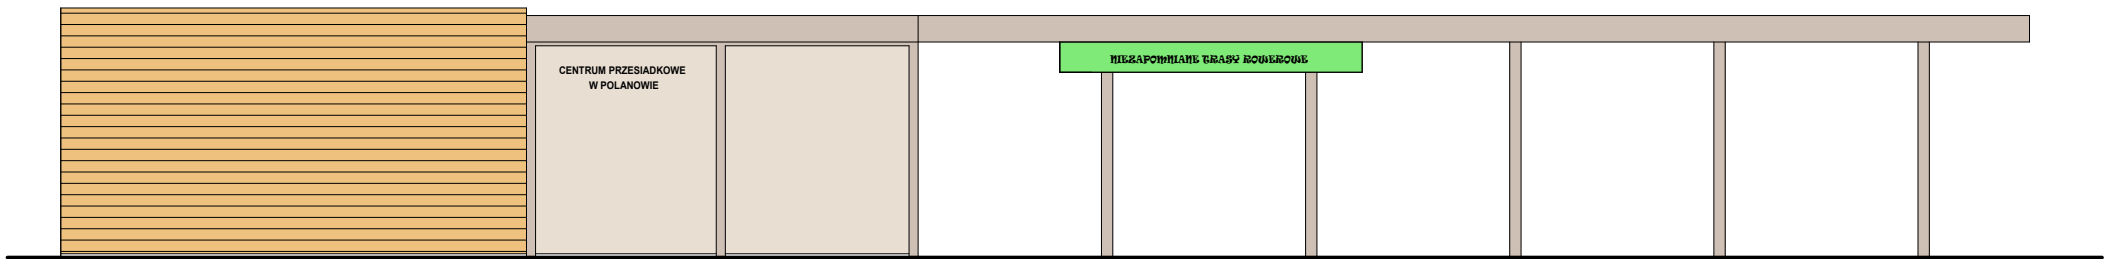 CENTRUM PRZESIADKOWE
W POLANOWIE
NIEZAPOMNIANE TRASY ROWEROWE